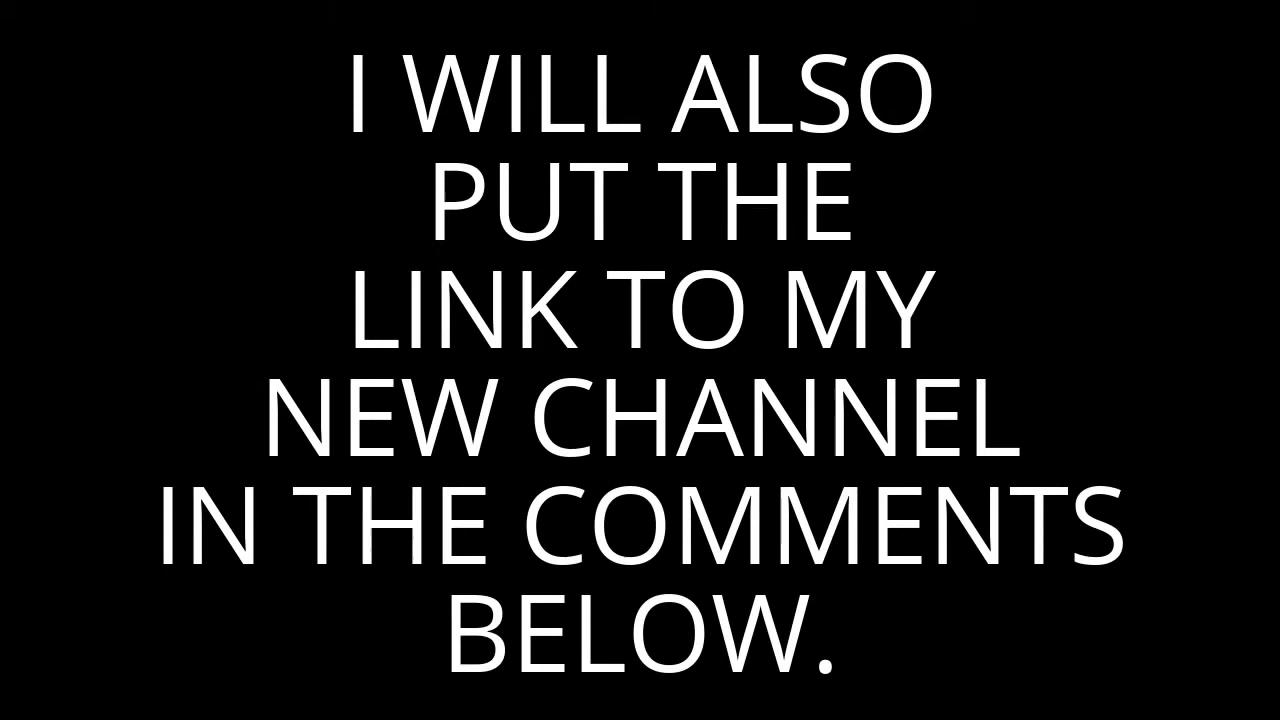 I WILL ALSO
PUT THE
LINK TO MY
NEW CHANNEL
IN THE COMMENTS
BELOW.